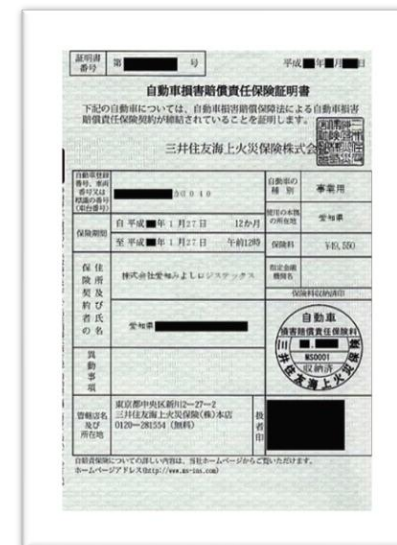 証明書番号 第 号 平成 年 月 日
自動車損害賠償責任保険証明書
下記の自動車については、自動車損害賠償保障法による自動車損害
賠償責任保険契約が締結されていることを証明します。
三井住友海上火災保険株式会
自動車登録番号、車両番号又は標識の番号(車台番号)
自動車の種別 事業用
使用の本拠の所在地 愛知県
保険期間 自 平成 年 1月27日 12か月
至 平成 年 1月27日 午前12時
保険料 ¥49,550
保険契約者の住所及び氏名
株式会社愛知みよしロジステックス
愛知県
指定金融機関名
保険料収納済印
自動車
損害賠償責任保険料
MS0001
収納済
三井住友海上火災保険
異動事項
管轄店名及び所在地
東京都中央区新川2-27-2
三井住友海上火災保険(株)本店
0120-281554 (無料)
扱者印
自賠責保険についての詳しい内容は、当社ホームページからご覧いただけます。
ホームページアドレス(http://www.ms-ins.com)